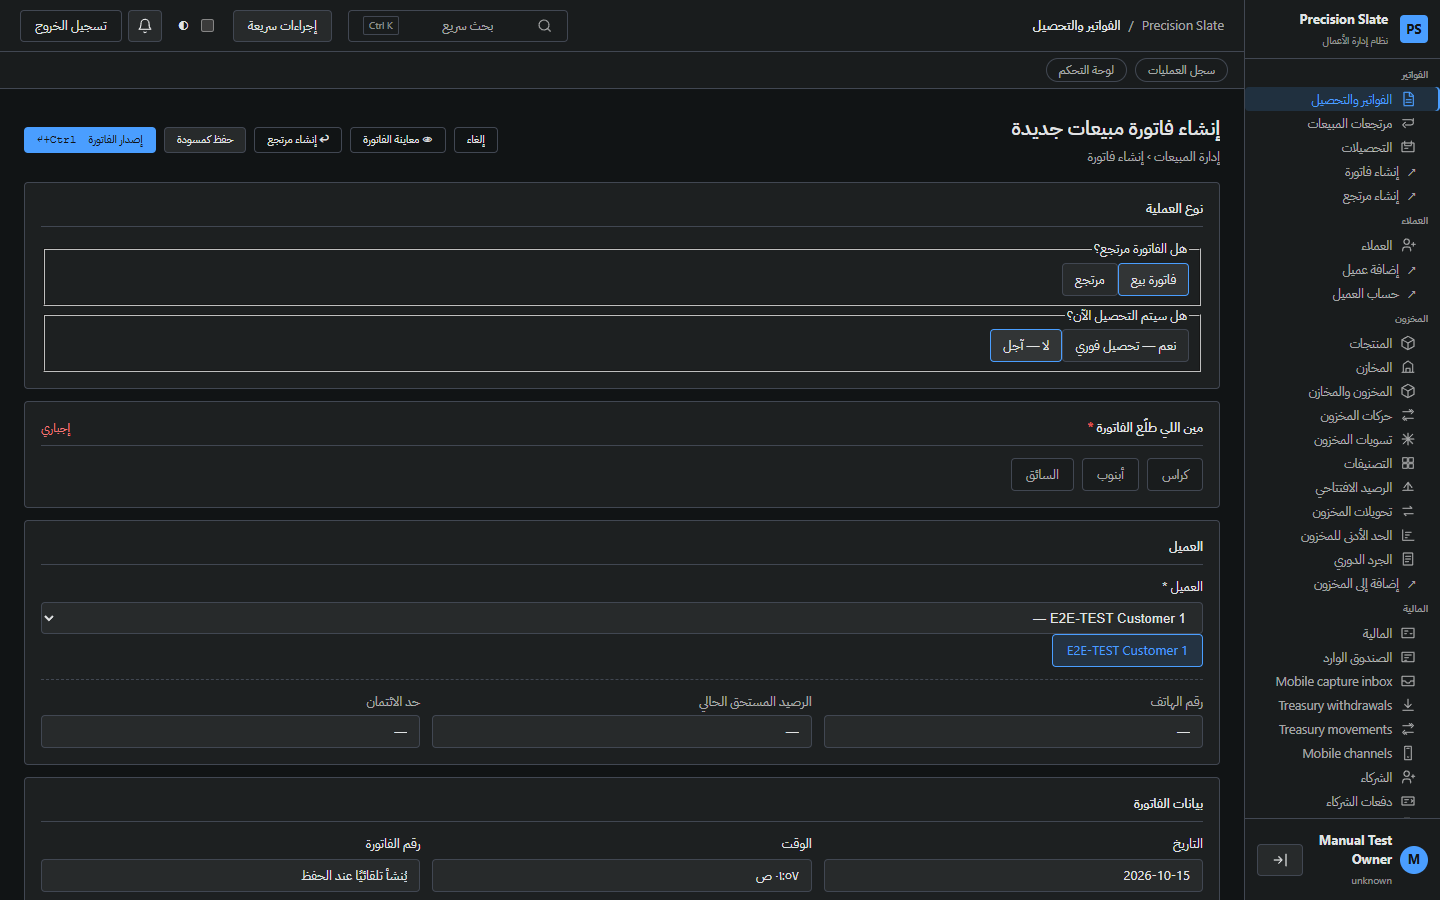 Precision Slate
نظام إدارة الأعمال
PS
Precision Slate / الفواتير والتحصيل
بحث سريع
Ctrl K
إجراءات سريعة
تسجيل الخروج
سجل العمليات
لوحة التحكم
الفواتير
الفواتير والتحصيل
مرتجعات المبيعات
التحصيلات
إنشاء فاتورة
إنشاء مرتجع
العملاء
العملاء
إضافة عميل
حساب العميل
المخزون
المنتجات
المخازن
المخزون والمخازن
حركات المخزون
تسويات المخزون
التصنيفات
الرصيد الافتتاحي
تحويلات المخزون
الحد الأدنى للمخزون
الجرد الدوري
إضافة إلى المخزون
المالية
المالية
الصندوق الوارد
Mobile capture inbox
Treasury withdrawals
Treasury movements
Mobile channels
الشركاء
دفعات الشركاء
Manual Test
Owner
unknown
M
إنشاء فاتورة مبيعات جديدة
إدارة المبيعات › إنشاء فاتورة
إلغاء
معاينة الفاتورة
إنشاء مرتجع
حفظ كمسودة
إصدار الفاتورة Ctrl+↵
نوع العملية
هل الفاتورة مرتجع؟
فاتورة بيع
مرتجع
هل سيتم التحصيل الآن؟
نعم — تحصيل فوري
لا — آجل
مين اللي طلّع الفاتورة *
إجباري
كراس
أبنوب
السائق
العميل
العميل *
E2E-TEST Customer 1 —
E2E-TEST Customer 1
رقم الهاتف
—
الرصيد المستحق الحالي
—
حد الائتمان
—
بيانات الفاتورة
التاريخ
2026-10-15
الوقت
٠١:٥٧ ص
رقم الفاتورة
يُنشأ تلقائيًا عند الحفظ